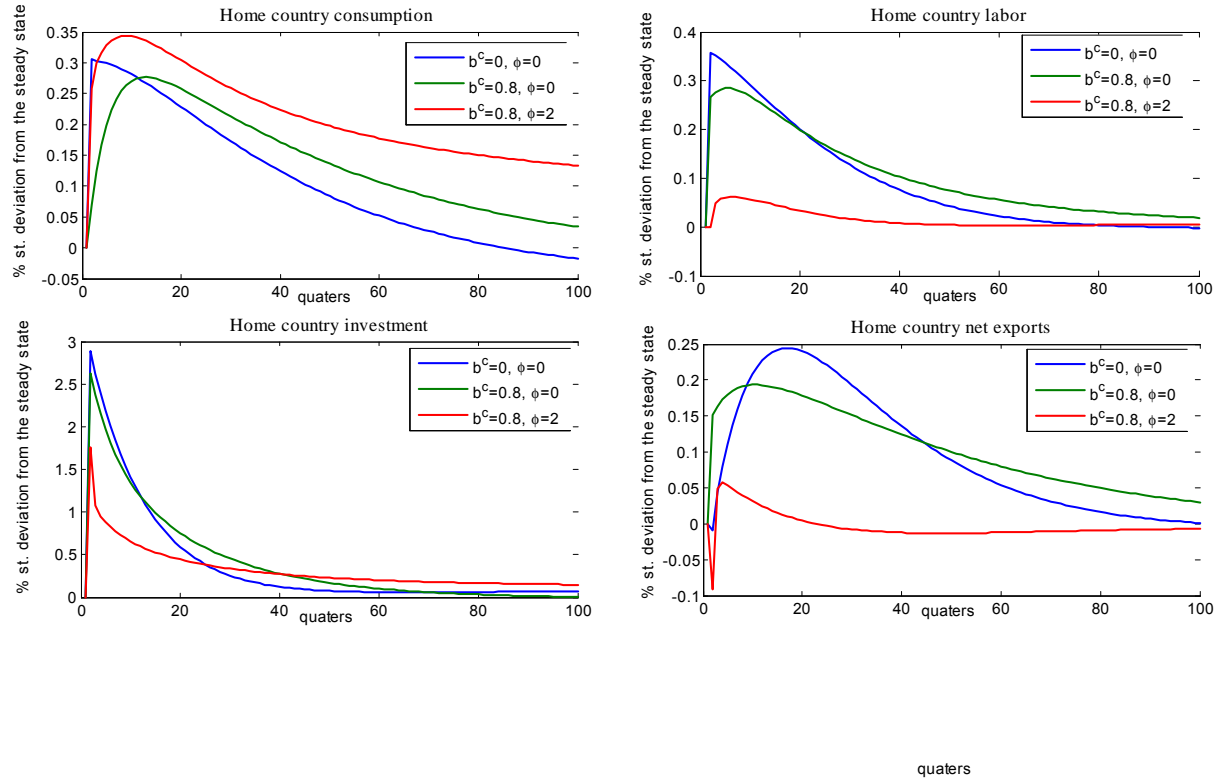 Home country consumption
% st. deviation from the steady state
0.35
0.3
0.25
0.2
0.15
0.1
0.05
0
-0.05
b^c=0, ϕ=0
b^c=0.8, ϕ=0
b^c=0.8, ϕ=2
0 20 40 60 80 100
quaters
Home country labor
% st. deviation from the steady state
0.4
0.3
0.2
0.1
0
-0.1
b^c=0, ϕ=0
b^c=0.8, ϕ=0
b^c=0.8, ϕ=2
0 20 40 60 80 100
quaters
Home country investment
% st. deviation from the steady state
3
2.5
2
1.5
1
0.5
0
b^c=0, ϕ=0
b^c=0.8, ϕ=0
b^c=0.8, ϕ=2
0 20 40 60 80 100
quaters
Home country net exports
% st. deviation from the steady state
0.25
0.2
0.15
0.1
0.05
0
-0.05
-0.1
b^c=0, ϕ=0
b^c=0.8, ϕ=0
b^c=0.8, ϕ=2
0 20 40 60 80 100
quaters
quaters